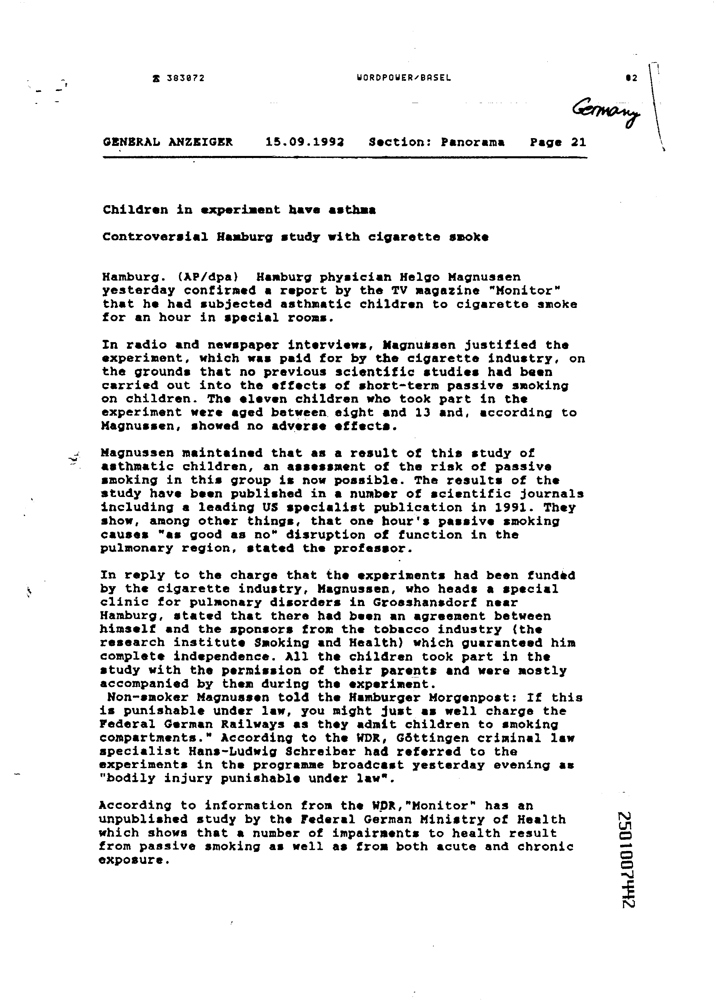 ☎ 383072 WORDPOWER/BASEL 02
Germany
GENERAL ANZEIGER 15.09.1992 Section: Panorama Page 21
Children in experiment have asthma
Controversial Hamburg study with cigarette smoke
Hamburg. (AP/dpa) Hamburg physician Helgo Magnussen
yesterday confirmed a report by the TV magazine "Monitor"
that he had subjected asthmatic children to cigarette smoke
for an hour in special rooms.
In radio and newspaper interviews, Magnussen justified the
experiment, which was paid for by the cigarette industry, on
the grounds that no previous scientific studies had been
carried out into the effects of short-term passive smoking
on children. The eleven children who took part in the
experiment were aged between eight and 13 and, according to
Magnussen, showed no adverse effects.
Magnussen maintained that as a result of this study of
asthmatic children, an assessment of the risk of passive
smoking in this group is now possible. The results of the
study have been published in a number of scientific journals
including a leading US specialist publication in 1991. They
show, among other things, that one hour's passive smoking
causes "as good as no" disruption of function in the
pulmonary region, stated the professor.
In reply to the charge that the experiments had been funded
by the cigarette industry, Magnussen, who heads a special
clinic for pulmonary disorders in Grosshansdorf near
Hamburg, stated that there had been an agreement between
himself and the sponsors from the tobacco industry (the
research institute Smoking and Health) which guaranteed him
complete independence. All the children took part in the
study with the permission of their parents and were mostly
accompanied by them during the experiment.
Non-smoker Magnussen told the Hamburger Morgenpost: If this
is punishable under law, you might just as well charge the
Federal German Railways as they admit children to smoking
compartments." According to the WDR, Göttingen criminal law
specialist Hans-Ludwig Schreiber had referred to the
experiments in the programme broadcast yesterday evening as
"bodily injury punishable under law".
According to information from the WDR,"Monitor" has an
unpublished study by the Federal German Ministry of Health
which shows that a number of impairments to health result
from passive smoking as well as from both acute and chronic
exposure.
2501007442